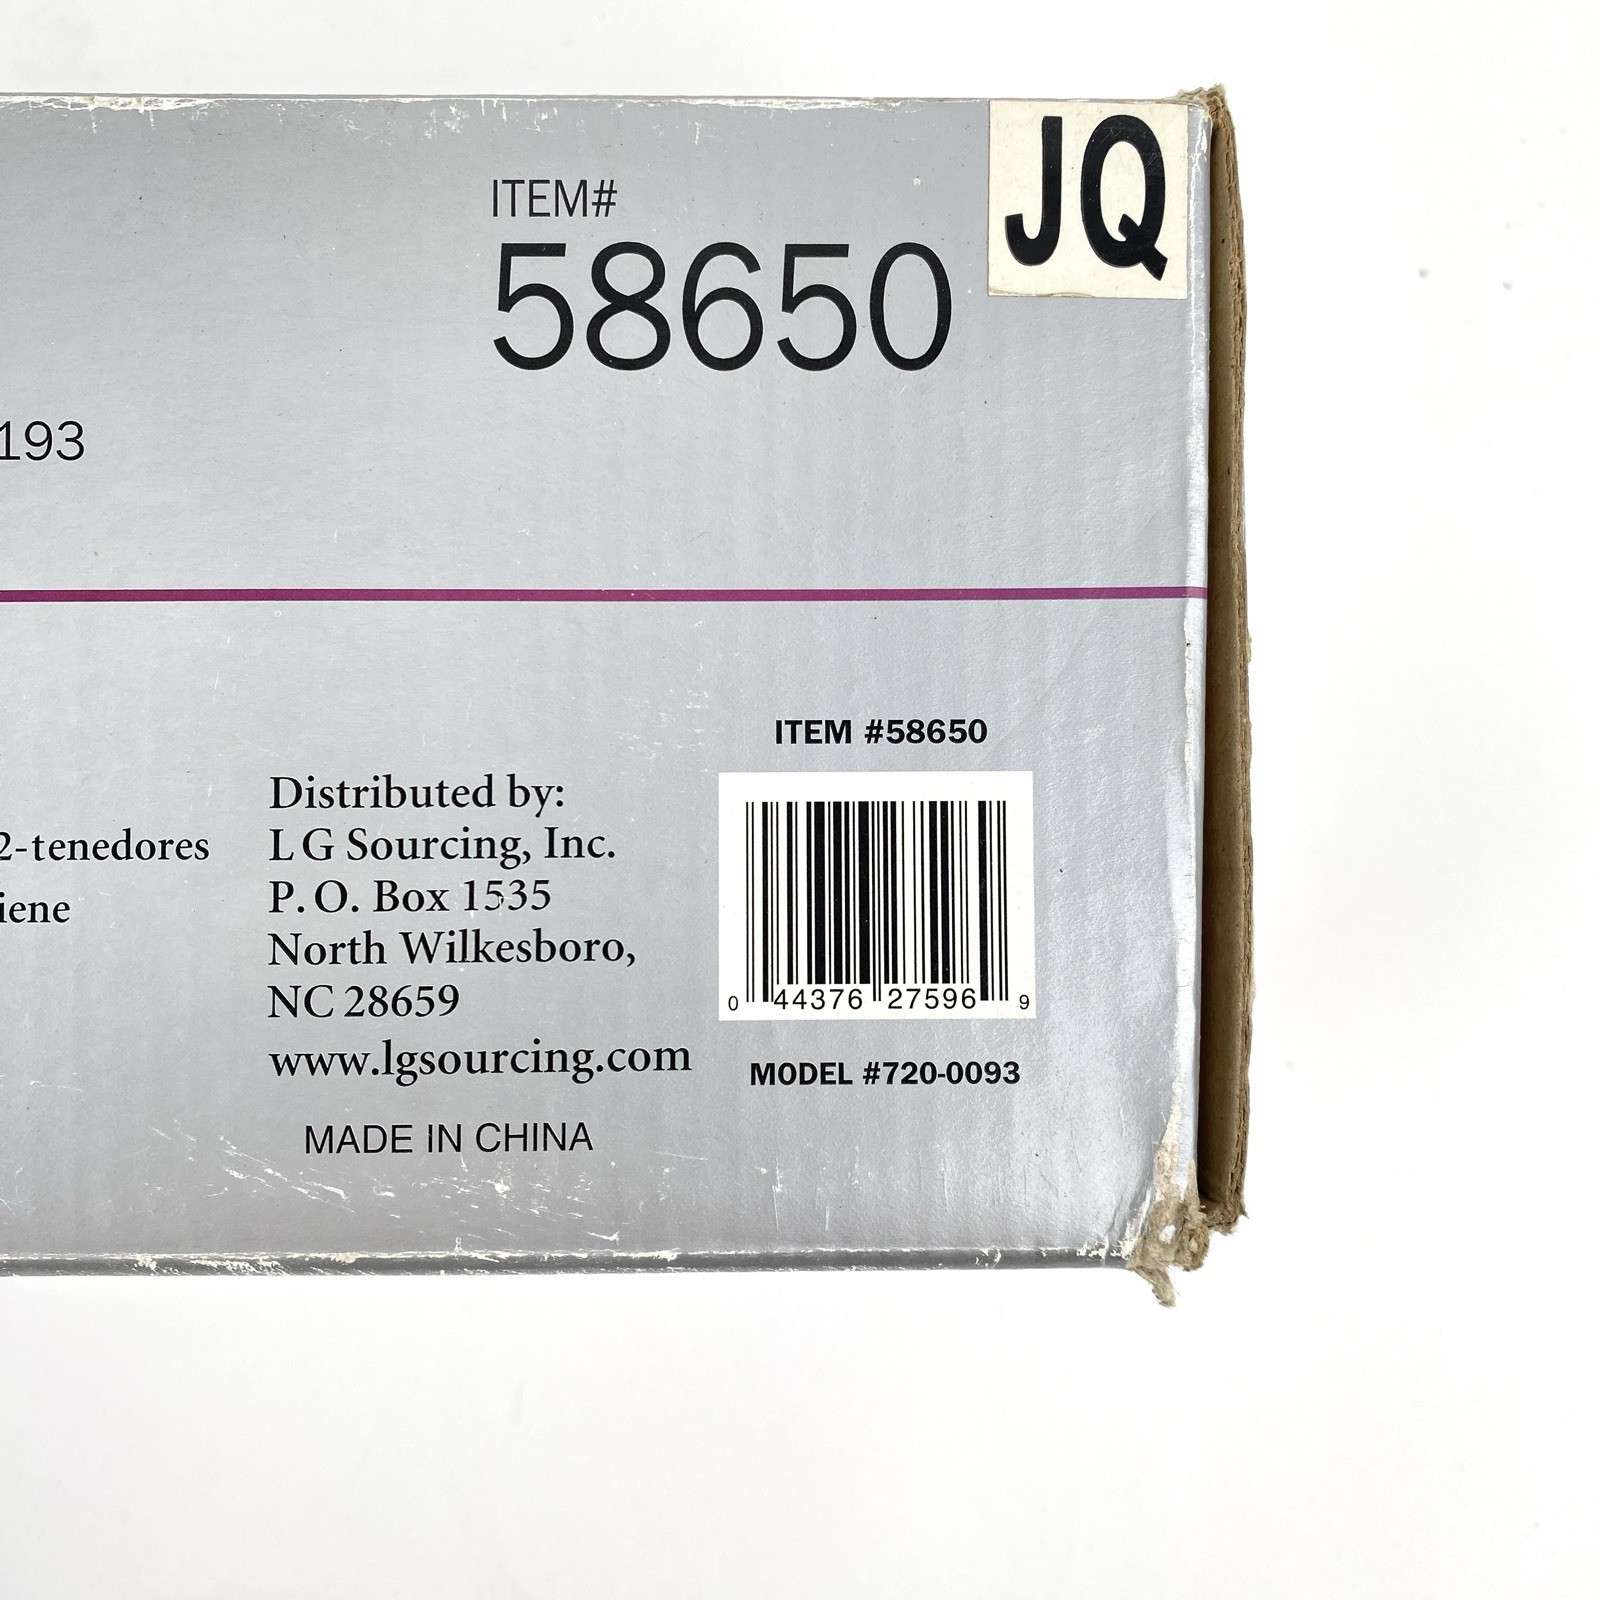 JQ
ITEM#
58650
193
ITEM #58650
2-tenedores
iene
Distributed by:
L G Sourcing, Inc.
P. O. Box 1535
North Wilkesboro,
NC 28659
www.lgsourcing.com
MADE IN CHINA
0 44376 27596 9
MODEL #720-0093